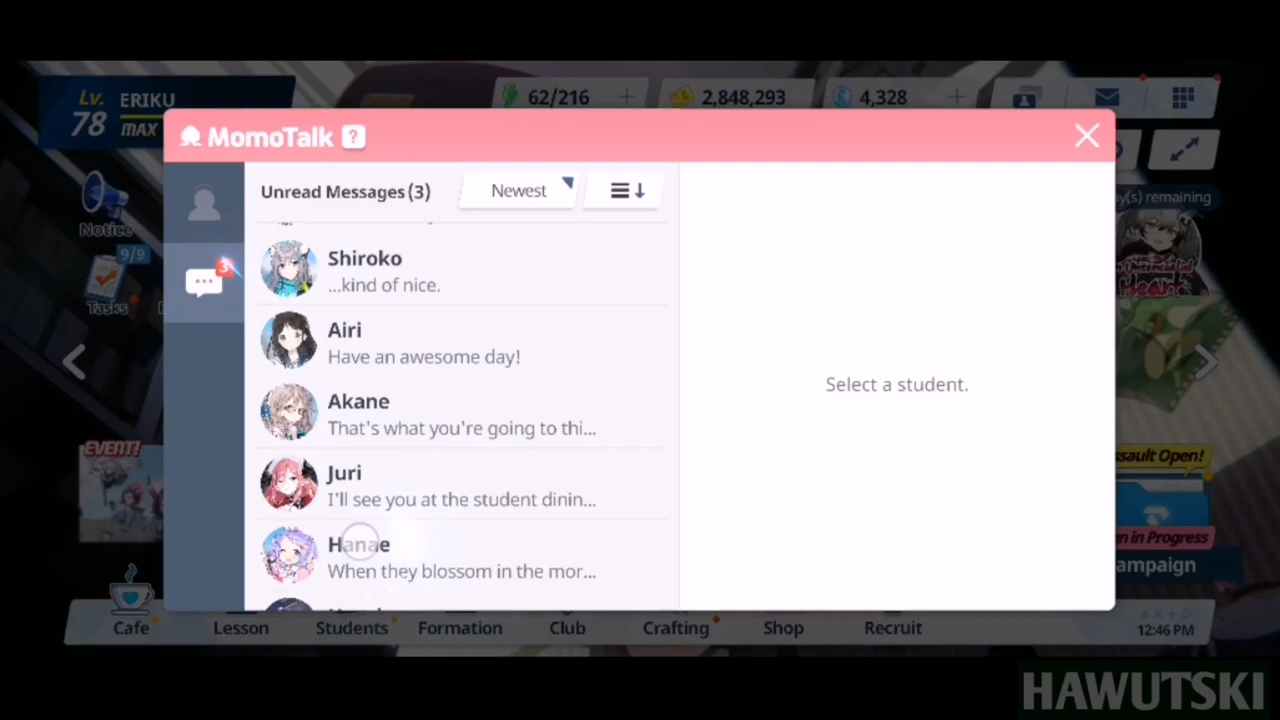 Lv. ERIKU
78 MAX
62/216
2,848,293
4,328
MomoTalk ?
y(s) remaining
Unread Messages (3)
Newest
Notice
9/9
Tasks
3
Shiroko
...kind of nice.
Airi
Have an awesome day!
Akane
That's what you're going to thi...
Juri
I'll see you at the student dinin...
Hanae
When they blossom in the mor...
Select a student.
Heart
EVENT!
ssault Open!
n in Progress
ampaign
Cafe
Lesson
Students
Formation
Club
Crafting
Shop
Recruit
12:46 PM
HAWUTSKI